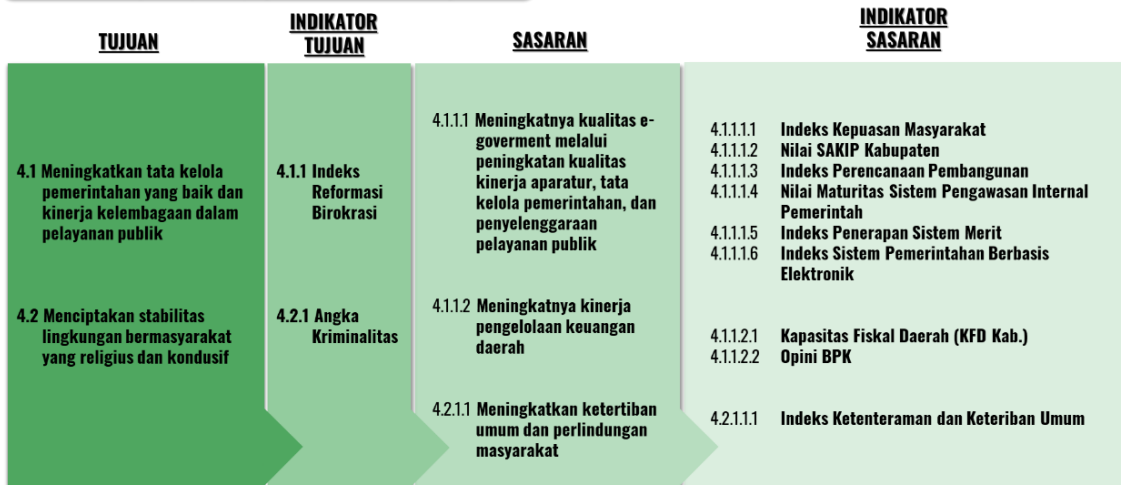 TUJUAN
INDIKATOR
TUJUAN
SASARAN
INDIKATOR
SASARAN
4.1 Meningkatkan tata kelola
pemerintahan yang baik dan
kinerja kelembagaan dalam
pelayanan publik
4.2 Menciptakan stabilitas
lingkungan bermasyarakat
yang religius dan kondusif
4.1.1 Indeks
Reformasi
Birokrasi
4.2.1 Angka
Kriminalitas
4.1.1.1 Meningkatnya kualitas e-
goverment melalui
peningkatan kualitas
kinerja aparatur, tata
kelola pemerintahan, dan
penyelenggaraan
pelayanan publik
4.1.1.2 Meningkatnya kinerja
pengelolaan keuangan
daerah
4.2.1.1 Meningkatkan ketertiban
umum dan perlindungan
masyarakat
4.1.1.1.1 Indeks Kepuasan Masyarakat
4.1.1.1.2 Nilai SAKIP Kabupaten
4.1.1.1.3 Indeks Perencanaan Pembangunan
4.1.1.1.4 Nilai Maturitas Sistem Pengawasan Internal
Pemerintah
4.1.1.1.5 Indeks Penerapan Sistem Merit
4.1.1.1.6 Indeks Sistem Pemerintahan Berbasis
Elektronik
4.1.1.2.1 Kapasitas Fiskal Daerah (KFD Kab.)
4.1.1.2.2 Opini BPK
4.2.1.1.1 Indeks Ketenteraman dan Keteriban Umum